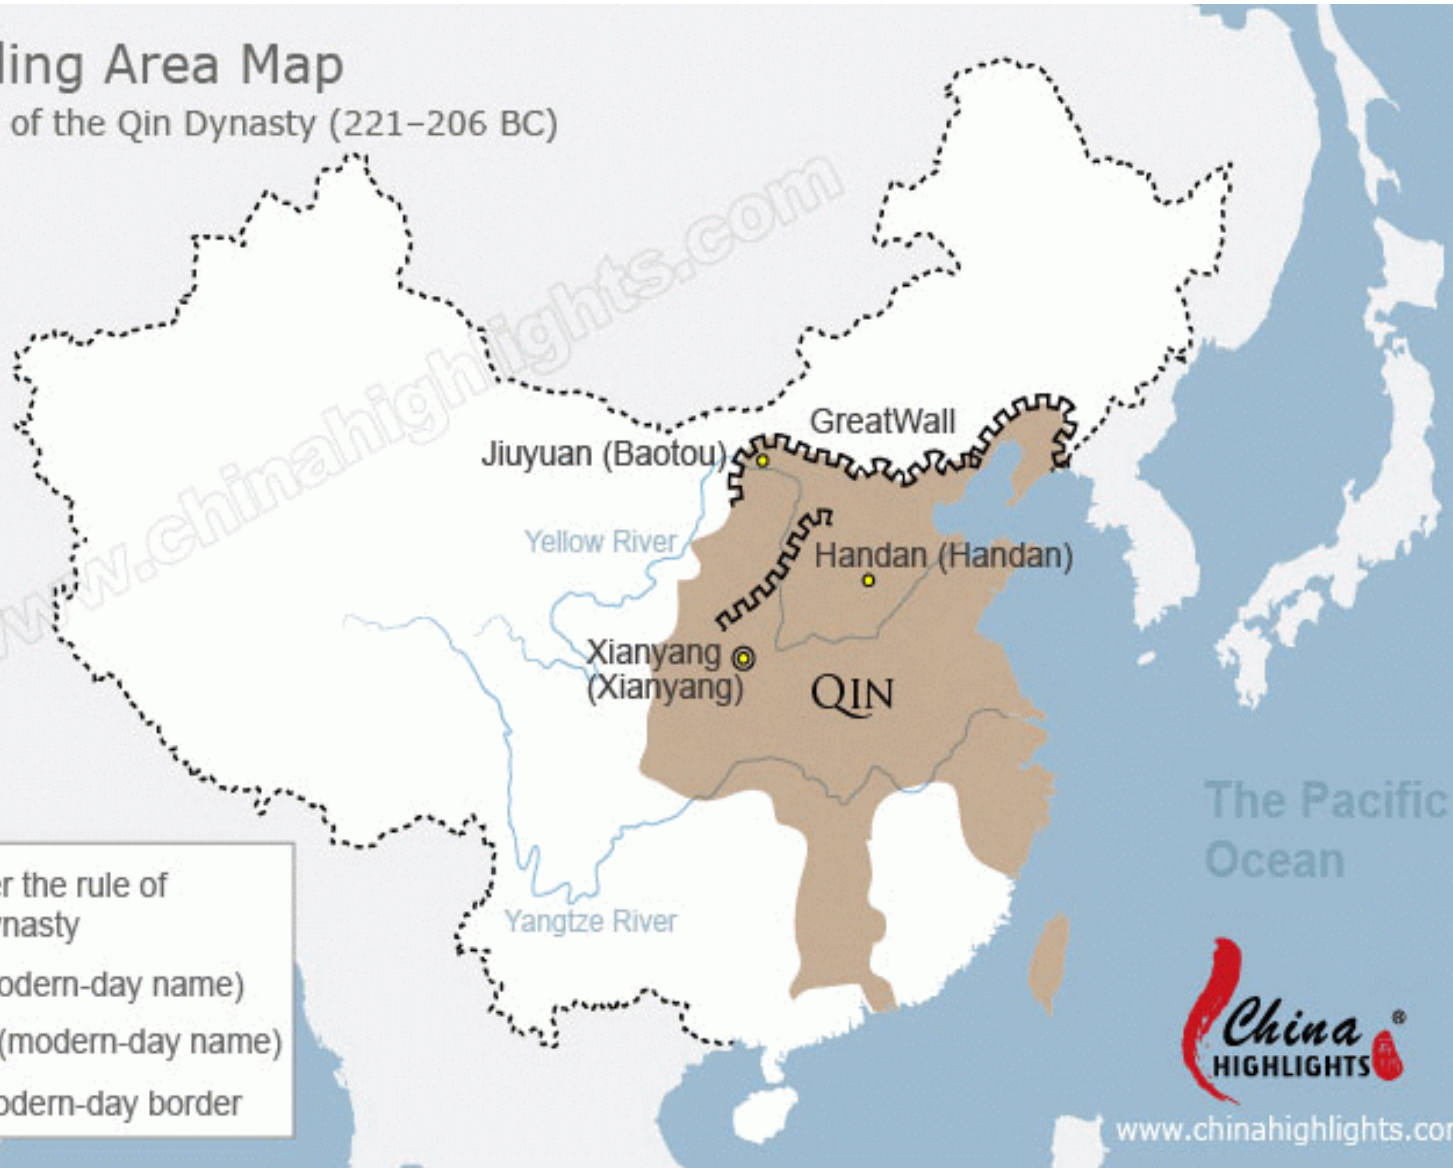 ling Area Map
of the Qin Dynasty (221–206 BC)
www.chinahighlights.com
GreatWall
Jiuyuan (Baotou)
Yellow River
Handan (Handan)
Xianyang
(Xianyang)
QIN
The Pacific
Ocean
Yangtze River
er the rule of
ynasty
odern-day name)
(modern-day name)
odern-day border
China ®
HIGHLIGHTS
www.chinahighlights.com